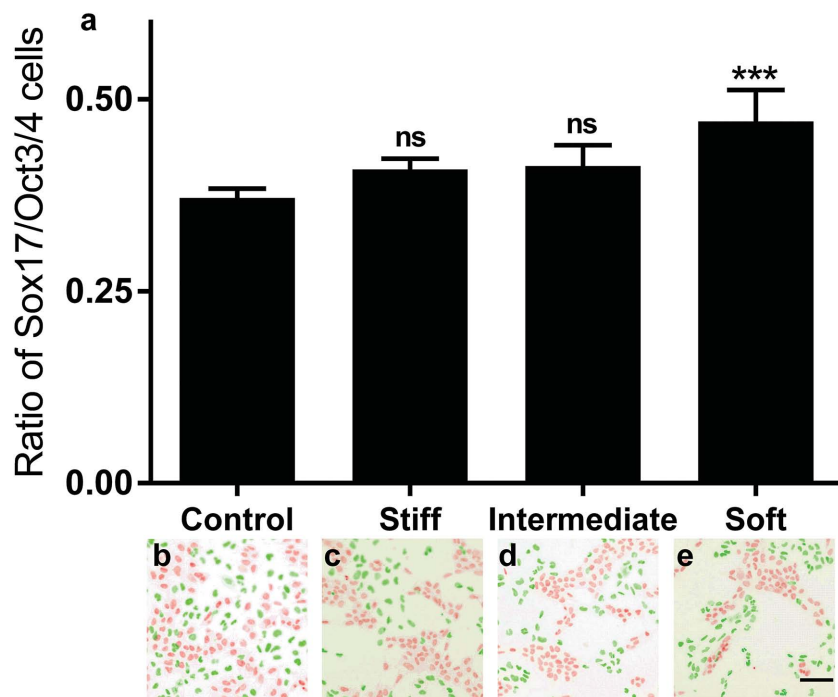 a
Ratio of Sox17/Oct3/4 cells
0.50
0.25
0.00
ns
ns
***
Control Stiff Intermediate Soft
b c d e